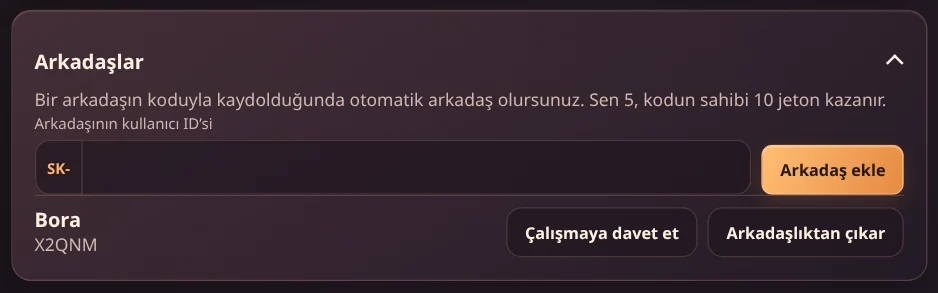 Arkadaşlar
Bir arkadaşın koduyla kaydolduğunda otomatik arkadaş olursunuz. Sen 5, kodun sahibi 10 jeton kazanır.
Arkadaşının kullanıcı ID’si
SK-
Arkadaş ekle
Bora
X2QNM
Çalışmaya davet et
Arkadaşlıktan çıkar